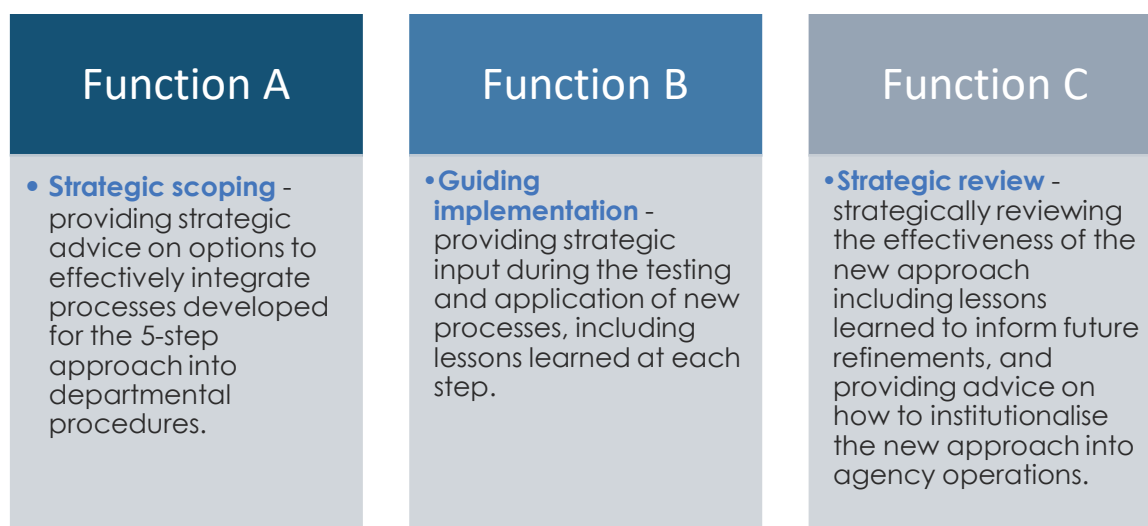 Function A
• Strategic scoping -
providing strategic
advice on options to
effectively integrate
processes developed
for the 5-step
approach into
departmental
procedures.
Function B
•Guiding
implementation -
providing strategic
input during the testing
and application of new
processes, including
lessons learned at each
step.
Function C
•Strategic review -
strategically reviewing
the effectiveness of the
new approach
including lessons
learned to inform future
refinements, and
providing advice on
how to institutionalise
the new approach into
agency operations.